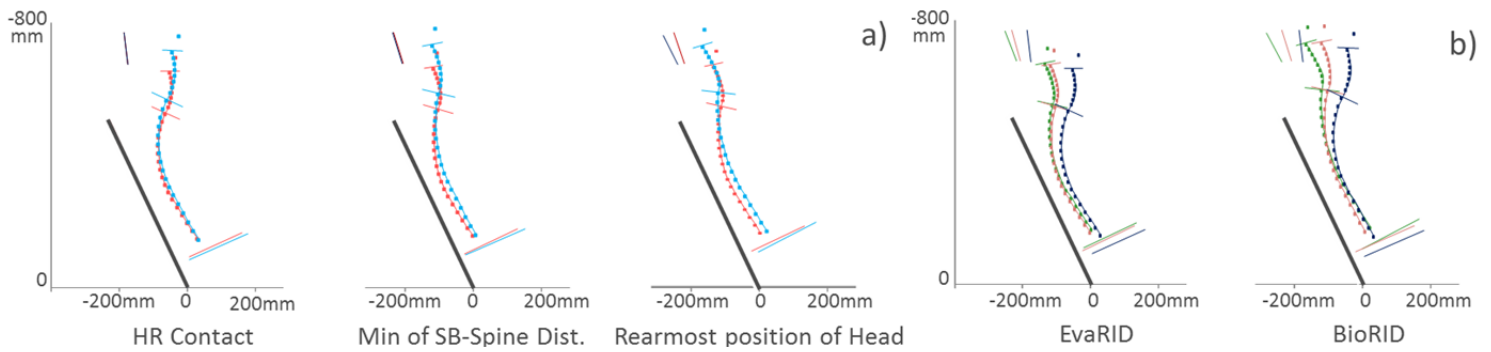 -800
mm
a)
0
-200mm 0 200mm
-200mm 0 200mm
-200mm 0 200mm
HR Contact
Min of SB-Spine Dist.
Rearmost position of Head
-800
mm
b)
0
-200mm 0 200mm
-200mm 0 200mm
EvaRID
BioRID